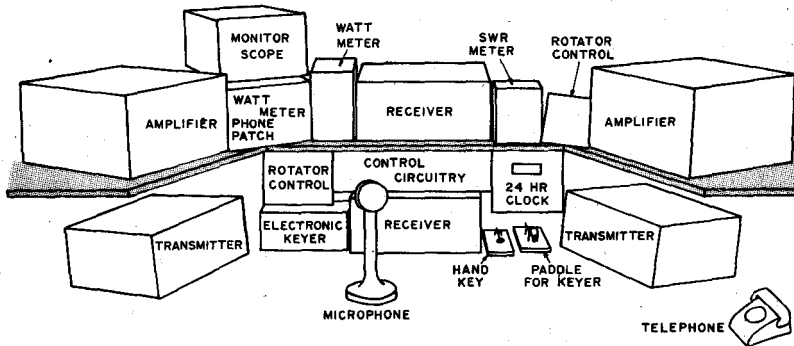 MONITOR
SCOPE
WATT
METER
SWR
METER
ROTATOR
CONTROL
AMPLIFIER
WATT METER
PHONE
PATCH
RECEIVER
AMPLIFIER
ROTATOR
CONTROL
CONTROL
CIRCUITRY
24 HR
CLOCK
TRANSMITTER
ELECTRONIC
KEYER
RECEIVER
TRANSMITTER
HAND
KEY
PADDLE
FOR KEYER
MICROPHONE
TELEPHONE